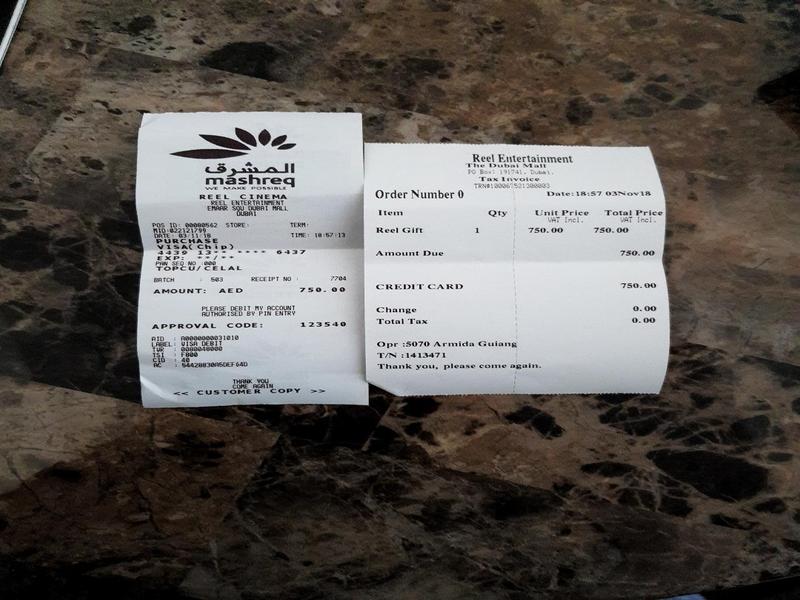 المشرق
mashreq
WE MAKE POSSIBLE
REEL CINEMA
REEL ENTERTAINMENT
EMAAR SQU DUBAI MALL
DUBAI
POS ID: 00000562 STORE: TERM:
MID:022121799
DATE: 03/11/18 TIME: 18:57:13
PURCHASE
VISA(Chip)
4439 13** **** 6437
EXP: **/**
PAN SEQ NO :000
TOPCU/CELAL
BATCH : 503 RECEIPT NO : 7704
AMOUNT: AED 750.00
PLEASE DEBIT MY ACCOUNT
AUTHORISED BY PIN ENTRY
APPROVAL CODE: 123540
AID : A0000000031010
LABEL: VISA DEBIT
TVR : 0080048000
TSI : F800
CID : 40
AC : 54428830A5DEF64D
THANK YOU
COME AGAIN
<< CUSTOMER COPY >>
Reel Entertainment
The Dubai Mall
PO Box: 191741, Dubai.
Tax Invoice
TRN#100067521300003
Order Number 0 Date:18:57 03Nov18
Item Qty Unit Price Total Price
VAT Incl. VAT Incl.
Reel Gift 1 750.00 750.00
Amount Due 750.00
CREDIT CARD 750.00
Change 0.00
Total Tax 0.00
Opr :5070 Armida Guiang
T/N :1413471
Thank you, please come again.